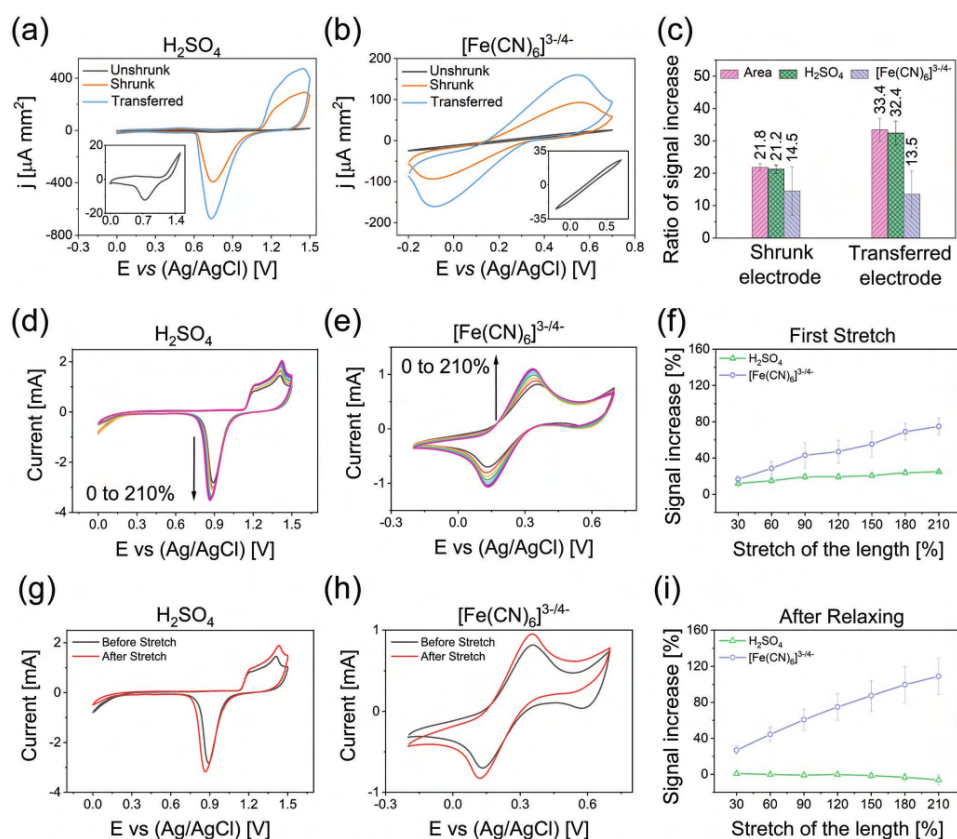 (a)
H₂SO₄
Unshrunk
Shrunk
Transferred
j [µA mm²]
400
0
-400
-800
0.0 0.3 0.6 0.9 1.2 1.5
E vs (Ag/AgCl) [V]
20
0
-20
0.0 0.7 1.4
(b)
[Fe(CN)₆]³⁻/⁴⁻
Unshrunk
Shrunk
Transferred
j [µA mm²]
200
100
0
-100
-200
-0.2 0.0 0.2 0.4 0.6 0.8
E vs (Ag/AgCl) [V]
35
0
-35
0.0 0.5
(c)
Area H₂SO₄ [Fe(CN)₆]³⁻/⁴⁻
Ratio of signal increase
60
50
40
30
20
10
0
21.8
21.2
14.5
33.4
32.4
13.5
Shrunk
electrode
Transferred
electrode
(d)
H₂SO₄
Current [mA]
2
0
-2
-4
0 to 210%
0.0 0.3 0.6 0.9 1.2 1.5
E vs (Ag/AgCl) [V]
(e)
[Fe(CN)₆]³⁻/⁴⁻
0 to 210%
Current [mA]
2
1
0
-1
-0.3 0.0 0.3 0.6
E vs (Ag/AgCl) [V]
(f)
First Stretch
H₂SO₄
[Fe(CN)₆]³⁻/⁴⁻
Signal increase [%]
160
120
80
40
0
30 60 90 120 150 180 210
Stretch of the length [%]
(g)
H₂SO₄
Before Stretch
After Stretch
Current [mA]
2
0
-2
-4
0.0 0.3 0.6 0.9 1.2 1.5
E vs (Ag/AgCl) [V]
(h)
[Fe(CN)₆]³⁻/⁴⁻
Before Stretch
After Stretch
Current [mA]
1
0
-1
-0.3 0.0 0.3 0.6
E vs (Ag/AgCl) [V]
(i)
After Relaxing
H₂SO₄
[Fe(CN)₆]³⁻/⁴⁻
Signal increase [%]
160
120
80
40
0
30 60 90 120 150 180 210
Stretch of the length [%]